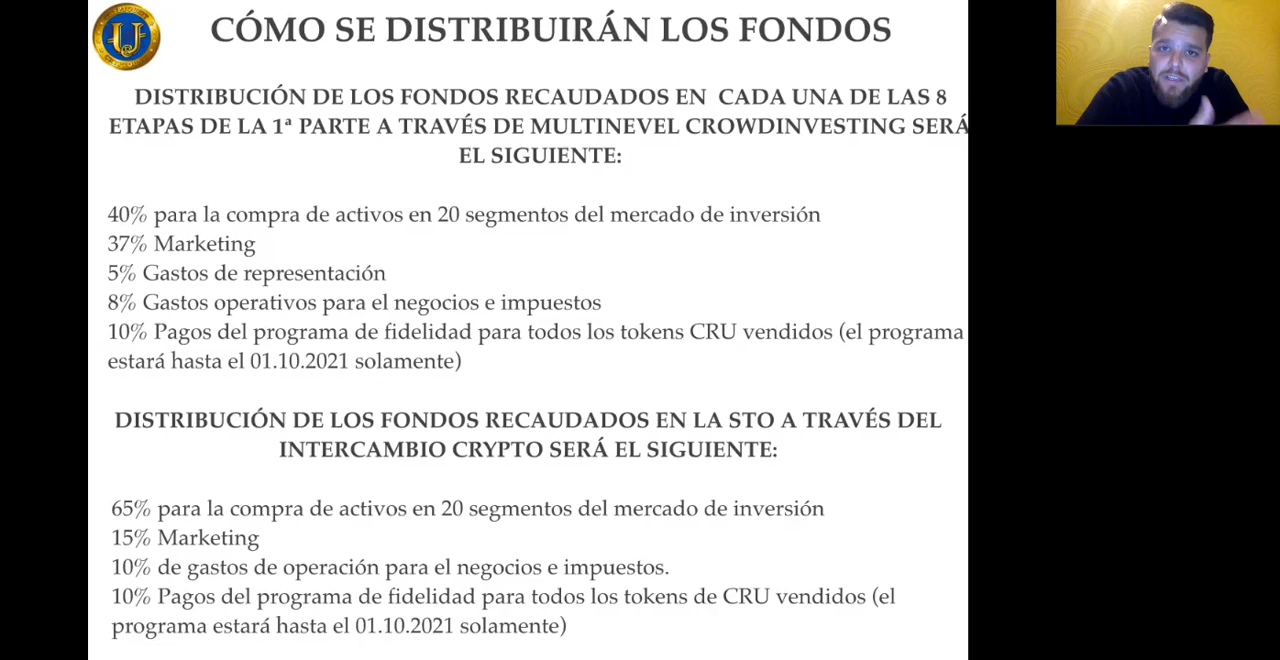 CÓMO SE DISTRIBUIRÁN LOS FONDOS
DISTRIBUCIÓN DE LOS FONDOS RECAUDADOS EN CADA UNA DE LAS 8
ETAPAS DE LA 1ª PARTE A TRAVÉS DE MULTINEVEL CROWDINVESTING SERÁ
EL SIGUIENTE:
40% para la compra de activos en 20 segmentos del mercado de inversión
37% Marketing
5% Gastos de representación
8% Gastos operativos para el negocios e impuestos
10% Pagos del programa de fidelidad para todos los tokens CRU vendidos (el programa
estará hasta el 01.10.2021 solamente)
DISTRIBUCIÓN DE LOS FONDOS RECAUDADOS EN LA STO A TRAVÉS DEL
INTERCAMBIO CRYPTO SERÁ EL SIGUIENTE:
65% para la compra de activos en 20 segmentos del mercado de inversión
15% Marketing
10% de gastos de operación para el negocios e impuestos.
10% Pagos del programa de fidelidad para todos los tokens de CRU vendidos (el
programa estará hasta el 01.10.2021 solamente)